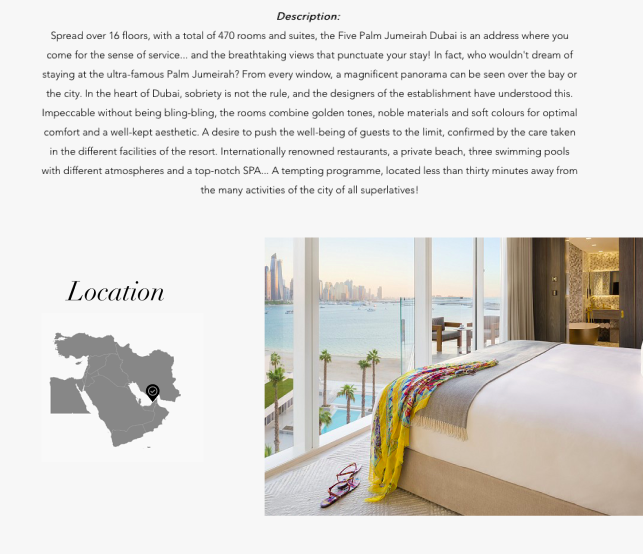 Description:
Spread over 16 floors, with a total of 470 rooms and suites, the Five Palm Jumeirah Dubai is an address where you
come for the sense of service... and the breathtaking views that punctuate your stay! In fact, who wouldn't dream of
staying at the ultra-famous Palm Jumeirah? From every window, a magnificent panorama can be seen over the bay or
the city. In the heart of Dubai, sobriety is not the rule, and the designers of the establishment have understood this.
Impeccable without being bling-bling, the rooms combine golden tones, noble materials and soft colours for optimal
comfort and a well-kept aesthetic. A desire to push the well-being of guests to the limit, confirmed by the care taken
in the different facilities of the resort. Internationally renowned restaurants, a private beach, three swimming pools
with different atmospheres and a top-notch SPA... A tempting programme, located less than thirty minutes away from
the many activities of the city of all superlatives!
Location